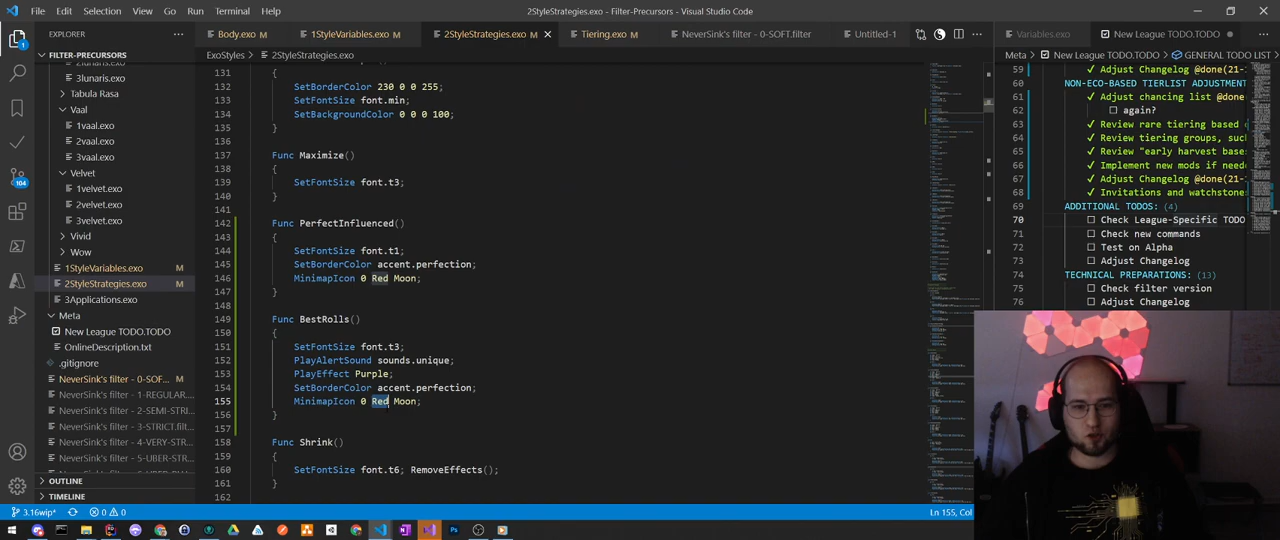 File Edit Selection View Go Run Terminal Help
2StyleStrategies.exo - Filter-Precursors - Visual Studio Code
EXPLORER
FILTER-PRECURSORS
3lunaris.exo
Tabula Rasa
Vaal
1vaal.exo
2vaal.exo
3vaal.exo
Velvet
1velvet.exo
2velvet.exo
3velvet.exo
Vivid
Wow
1StyleVariables.exo M
2StyleStrategies.exo M
3Applications.exo
Meta
New League TODO.TODO
OnlineDescription.txt
.gitignore
NeverSink's filter - 0-SOF... M
NeverSink's filter - 1-REGULAR...
NeverSink's filter - 2-SEMI-STRI...
NeverSink's filter - 3-STRICT.filt...
NeverSink's filter - 4-VERY-STR...
NeverSink's filter - 5-UBER-STR...
OUTLINE
TIMELINE
104
1
Body.exo M 1StyleVariables.exo M 2StyleStrategies.exo M Tiering.exo M NeverSink's filter - 0-SOFT.filter Untitled-1
ExoStyles > 2StyleStrategies.exo
131 {
132 SetBorderColor 230 0 0 255;
133 SetFontSize font.min;
134 SetBackgroundColor 0 0 0 100;
135 }
136
137 Func Maximize()
138 {
139 SetFontSize font.t3;
140 }
141
142 Func PerfectInfluenced()
143 {
144 SetFontSize font.t1;
145 SetBorderColor accent.perfection;
146 MinimapIcon 0 Red Moon;
147 }
148
149 Func BestRolls()
150 {
151 SetFontSize font.t3;
152 PlayAlertSound sounds.unique;
153 PlayEffect Purple;
154 SetBorderColor accent.perfection;
155 MinimapIcon 0 Red Moon;
156 }
157
158 Func Shrink()
159 {
160 SetFontSize font.t6; RemoveEffects();
161 }
162
Variables.exo New League TODO.TODO
Meta > New League TODO.TODO > GENERAL TODO LIST
59 ✓ Adjust Changelog @done(21-
60 NON-ECO-BASED TIERLIST ADJUSTMENT
61 ✓ Adjust chancing list @done
62 ☐ again?
63 ✓ Review rare tiering based
64 ✓ Review tiering groups, suc
65 ✓ Review "early harvest base
66 ✓ Implement new mods if neede
67 ✓ Adjust Changelog @done(21-
68 ✓ Invitations and watchstone
69 ADDITIONAL TODOS: (4)
70 ☐ Check League-Specific TODO
71 ☐ Check new commands
72 ☐ Test on Alpha
73 ☐ Adjust Changelog
74 TECHNICAL PREPARATIONS: (13)
75 ☐ Check filter version
76 ☐ Adjust Changelog
3.16wip* 0 0
Ln 155, Col